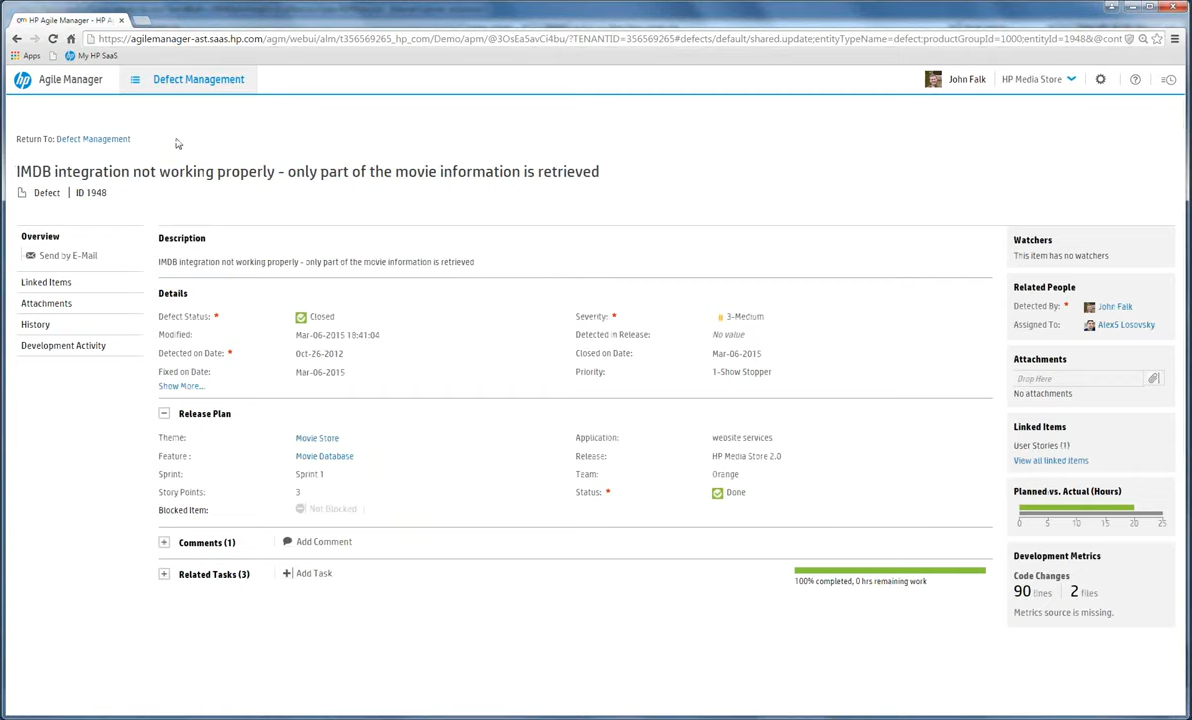 HP Agile Manager - HP A
https://agilemanager-ast.saas.hp.com/agm/webui/alm/t356569265_hp_com/Demo/apm/@3OsEa5avCi4bu/?TENANTID=356569265#defects/default/shared.update;entityTypeName=defect;productGroupId=1000;entityId=1948&@cont
Apps
My HP SaaS
hp Agile Manager
Defect Management
John Falk
HP Media Store
Return To: Defect Management
IMDB integration not working properly - only part of the movie information is retrieved
Defect | ID 1948
Overview
Send by E-Mail
Linked Items
Attachments
History
Development Activity
Description
IMDB integration not working properly - only part of the movie information is retrieved
Details
Defect Status: * Closed
Severity: * 3-Medium
Modified: Mar-06-2015 18:41:04
Detected in Release: No value
Detected on Date: * Oct-26-2012
Closed on Date: Mar-06-2015
Fixed on Date: Mar-06-2015
Priority: 1-Show Stopper
Show More...
Release Plan
Theme: Movie Store
Application: website services
Feature : Movie Database
Release: HP Media Store 2.0
Sprint: Sprint 1
Team: Orange
Story Points: 3
Status: * Done
Blocked Item: Not Blocked
Comments (1)
Add Comment
Related Tasks (3)
Add Task
100% completed, 0 hrs remaining work
Watchers
This item has no watchers
Related People
Detected By: * John Falk
Assigned To: AlexS Losovsky
Attachments
Drop Here
No attachments
Linked Items
User Stories (1)
View all linked items
Planned vs. Actual (Hours)
0 5 10 15 20 25
Development Metrics
Code Changes
90 lines | 2 files
Metrics source is missing.